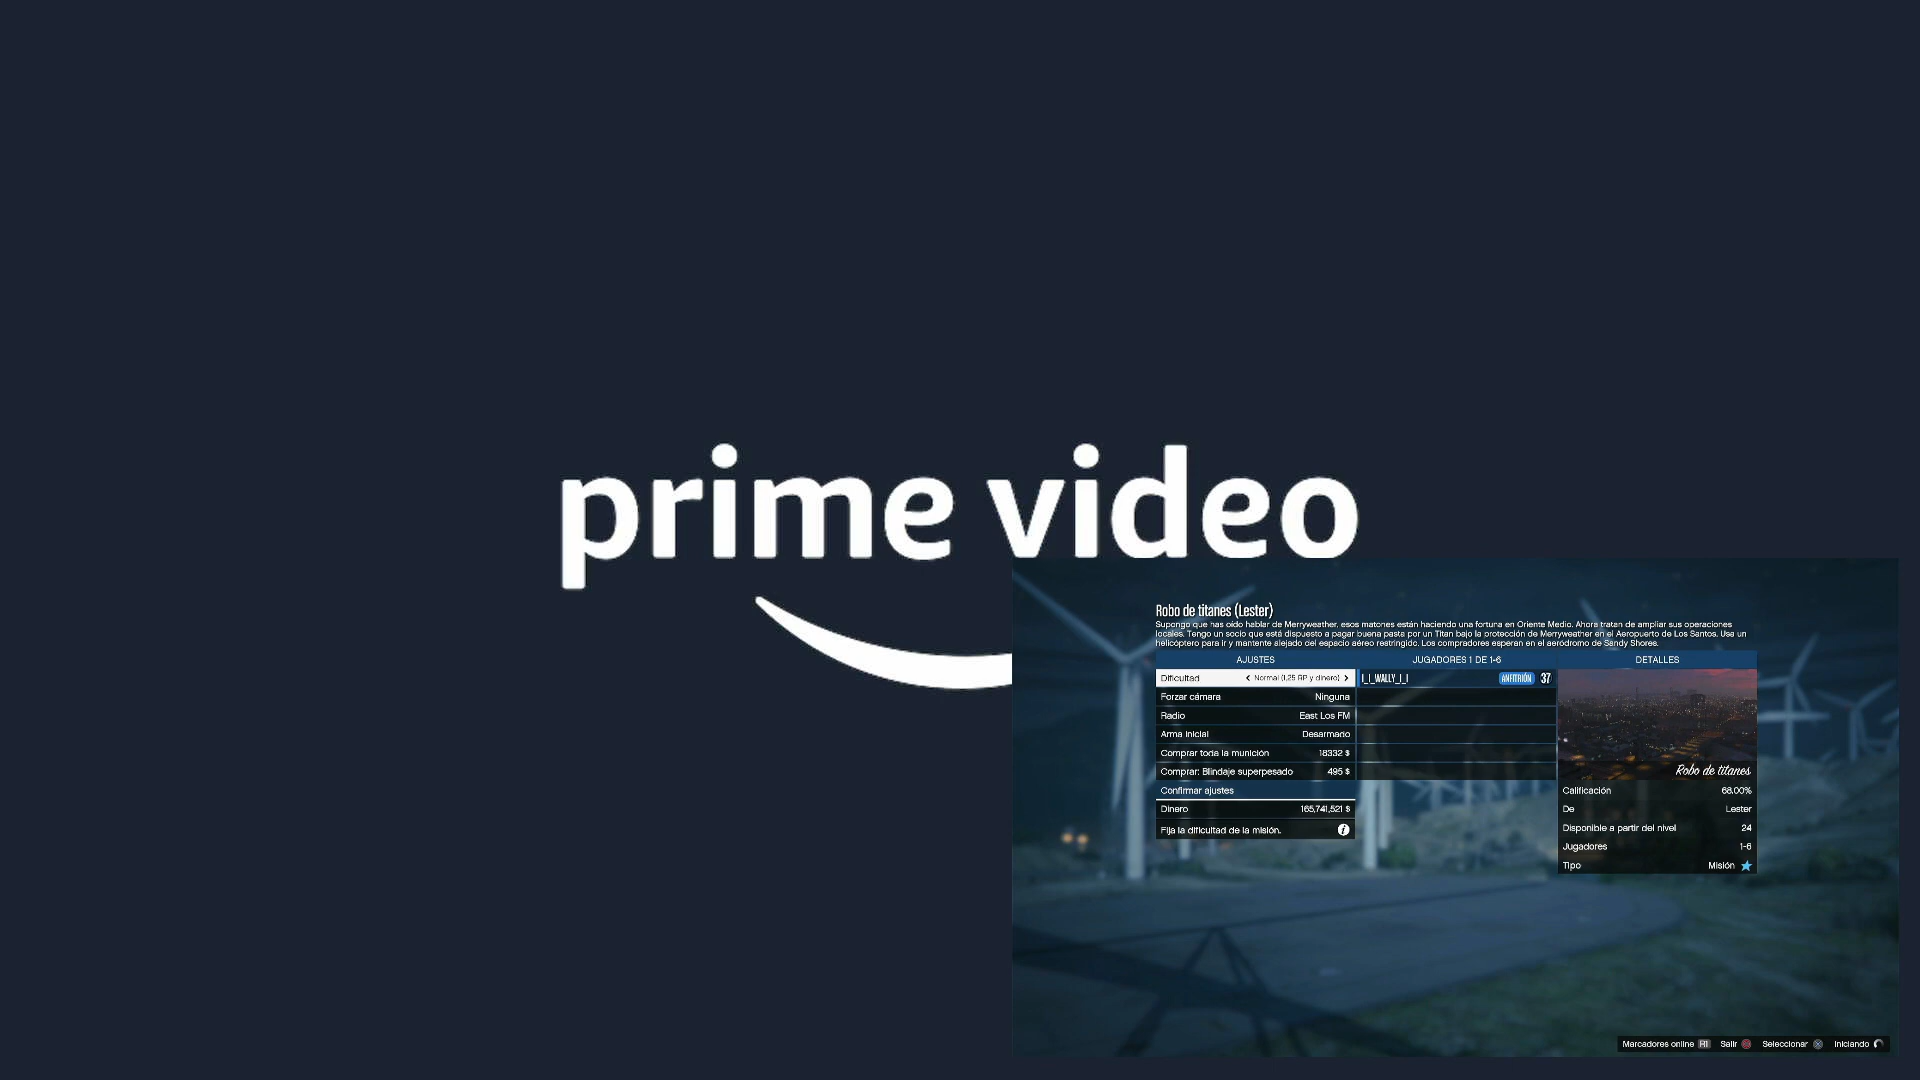 prime video
Robo de titanes (Lester)
Supongo que has oído hablar de Merryweather, esos matones están haciendo una fortuna en Oriente Medio. Ahora tratan de ampliar sus operaciones
locales. Tengo un socio que está dispuesto a pagar buena pasta por un Titan bajo la protección de Merryweather en el Aeropuerto de Los Santos. Use un
helicóptero para ir y mantente alejado del espacio aéreo restringido. Los compradores esperan en el aeródromo de Sandy Shores.
AJUSTES
Dificultad < Normal (1,25 RP y dinero) >
Forzar cámara Ninguna
Radio East Los FM
Arma inicial Desarmado
Comprar toda la munición 18332 $
Comprar: Blindaje superpesado 495 $
Confirmar ajustes
Dinero 165,741,521 $
Fija la dificultad de la misión.
JUGADORES 1 DE 1-6
I_I_WALLY_I_I ANFITRIÓN 37
DETALLES
Robo de titanes
Calificación 68.00%
De Lester
Disponible a partir del nivel 24
Jugadores 1-6
Tipo Misión
Marcadores online R1 Salir Seleccionar Iniciando